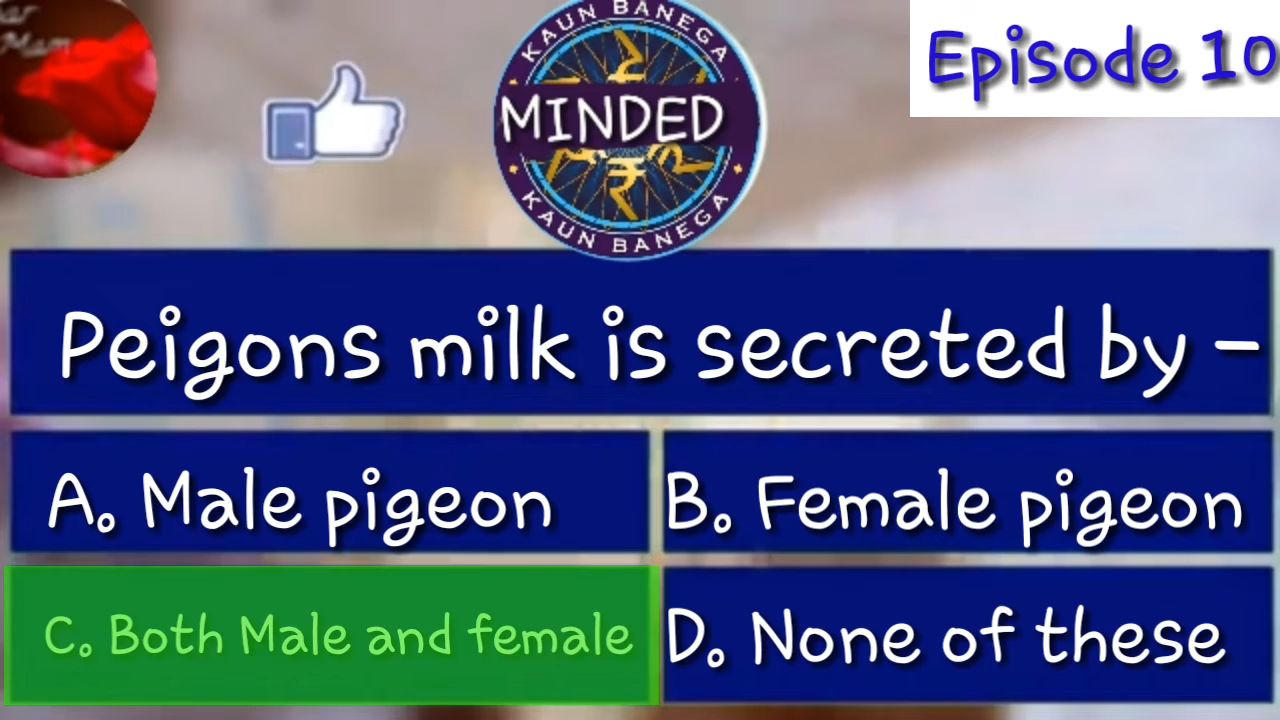 Mam
KAUN BANEGA
MINDED
KAUN BANEGA
Episode 10
Peigons milk is secreted by -
A. Male pigeon
B. Female pigeon
C. Both Male and female
D. None of these